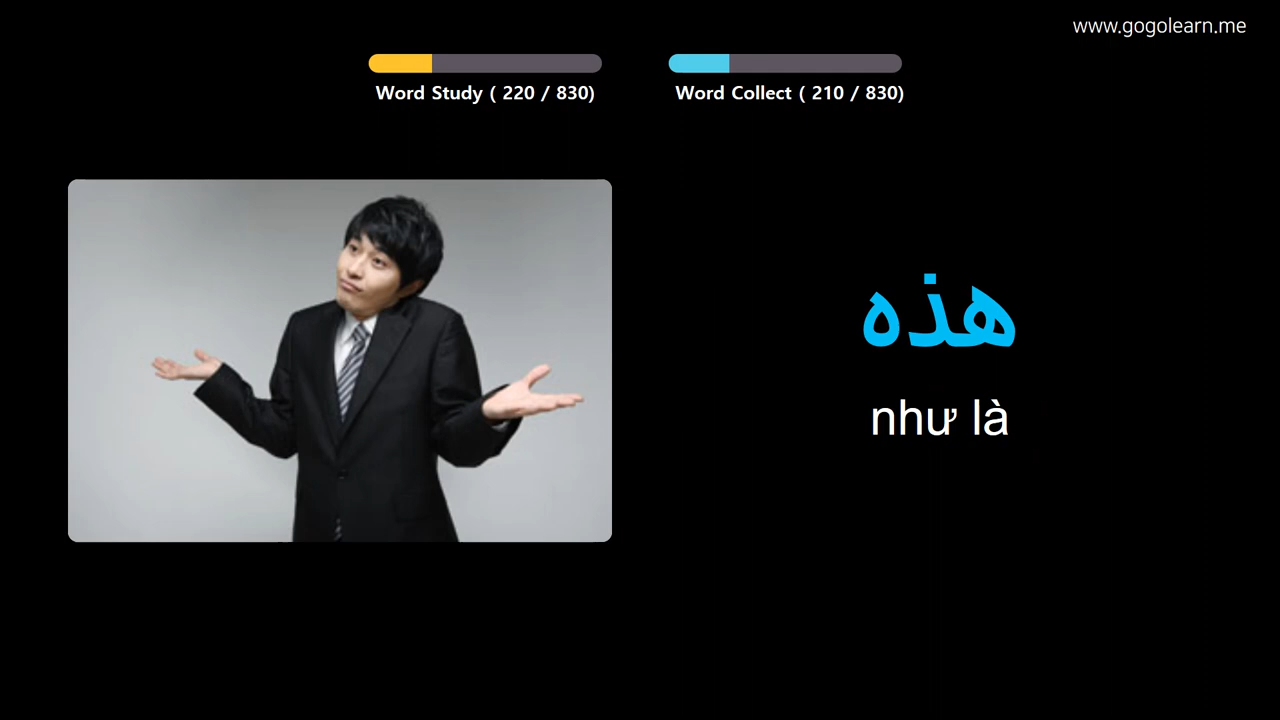 www.gogolearn.me
Word Study ( 220 / 830)
Word Collect ( 210 / 830)
هذه
như là